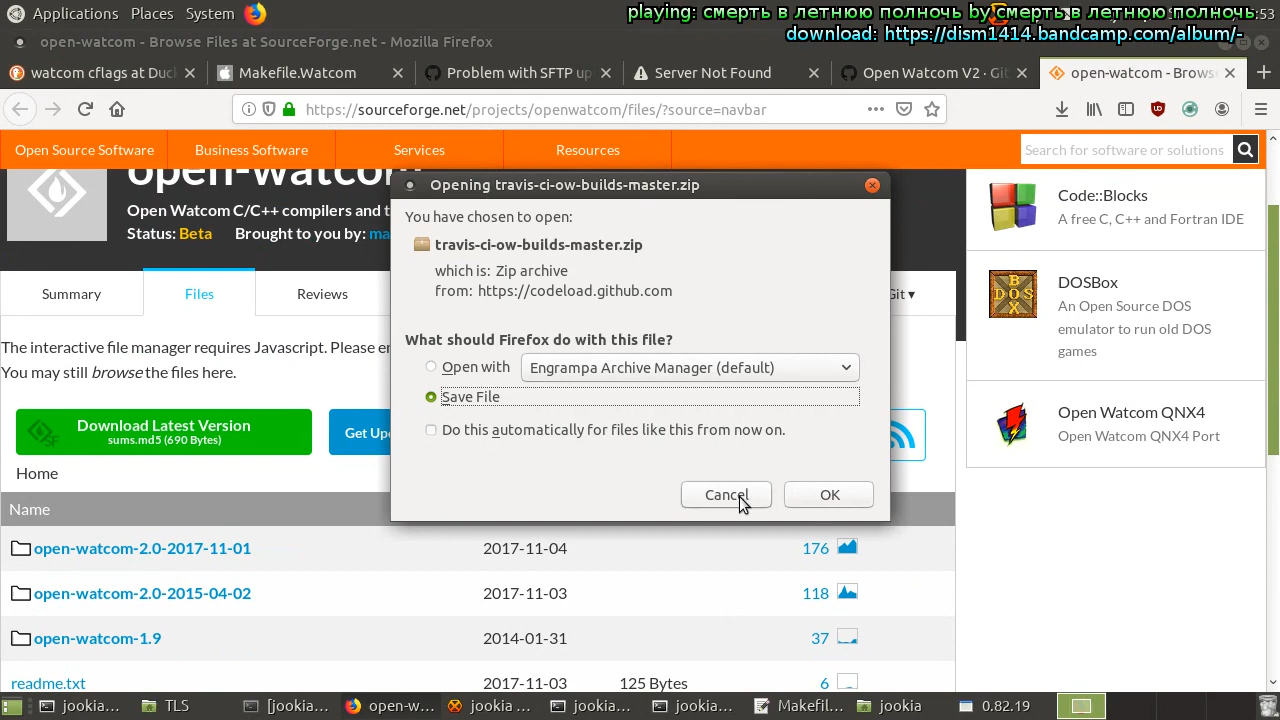 Applications Places System
playing: смерть в летнюю полночь by смерть в летнюю полночь
:53
download: https://dism1414.bandcamp.com/album/-
open-watcom - Browse Files at SourceForge.net - Mozilla Firefox
watcom cflags at Duck
Makefile.Watcom
Problem with SFTP up
Server Not Found
Open Watcom V2 · Git
open-watcom - Browse
https://sourceforge.net/projects/openwatcom/files/?source=navbar
Open Source Software
Business Software
Services
Resources
Search for software or solutions
open-watcom
Open Watcom C/C++ compilers and t
Status: Beta Brought to you by: ma
Summary
Files
Reviews
Git ▾
The interactive file manager requires Javascript. Please en
You may still browse the files here.
Download Latest Version
sums.md5 (690 Bytes)
Get Up
Home
Name
open-watcom-2.0-2017-11-01 2017-11-04 176
open-watcom-2.0-2015-04-02 2017-11-03 118
open-watcom-1.9 2014-01-31 37
readme.txt 2017-11-03 125 Bytes 6
Opening travis-ci-ow-builds-master.zip
You have chosen to open:
travis-ci-ow-builds-master.zip
which is: Zip archive
from: https://codeload.github.com
What should Firefox do with this file?
Open with Engrampa Archive Manager (default)
Save File
Do this automatically for files like this from now on.
Cancel OK
Code::Blocks
A free C, C++ and Fortran IDE
BOX
DOS
DOSBox
An Open Source DOS
emulator to run old DOS
games
Open Watcom QNX4
Open Watcom QNX4 Port
jookia...
TLS
[jookia...
open-w...
jookia ...
jookia...
jookia...
Makefil...
jookia
0.82.19